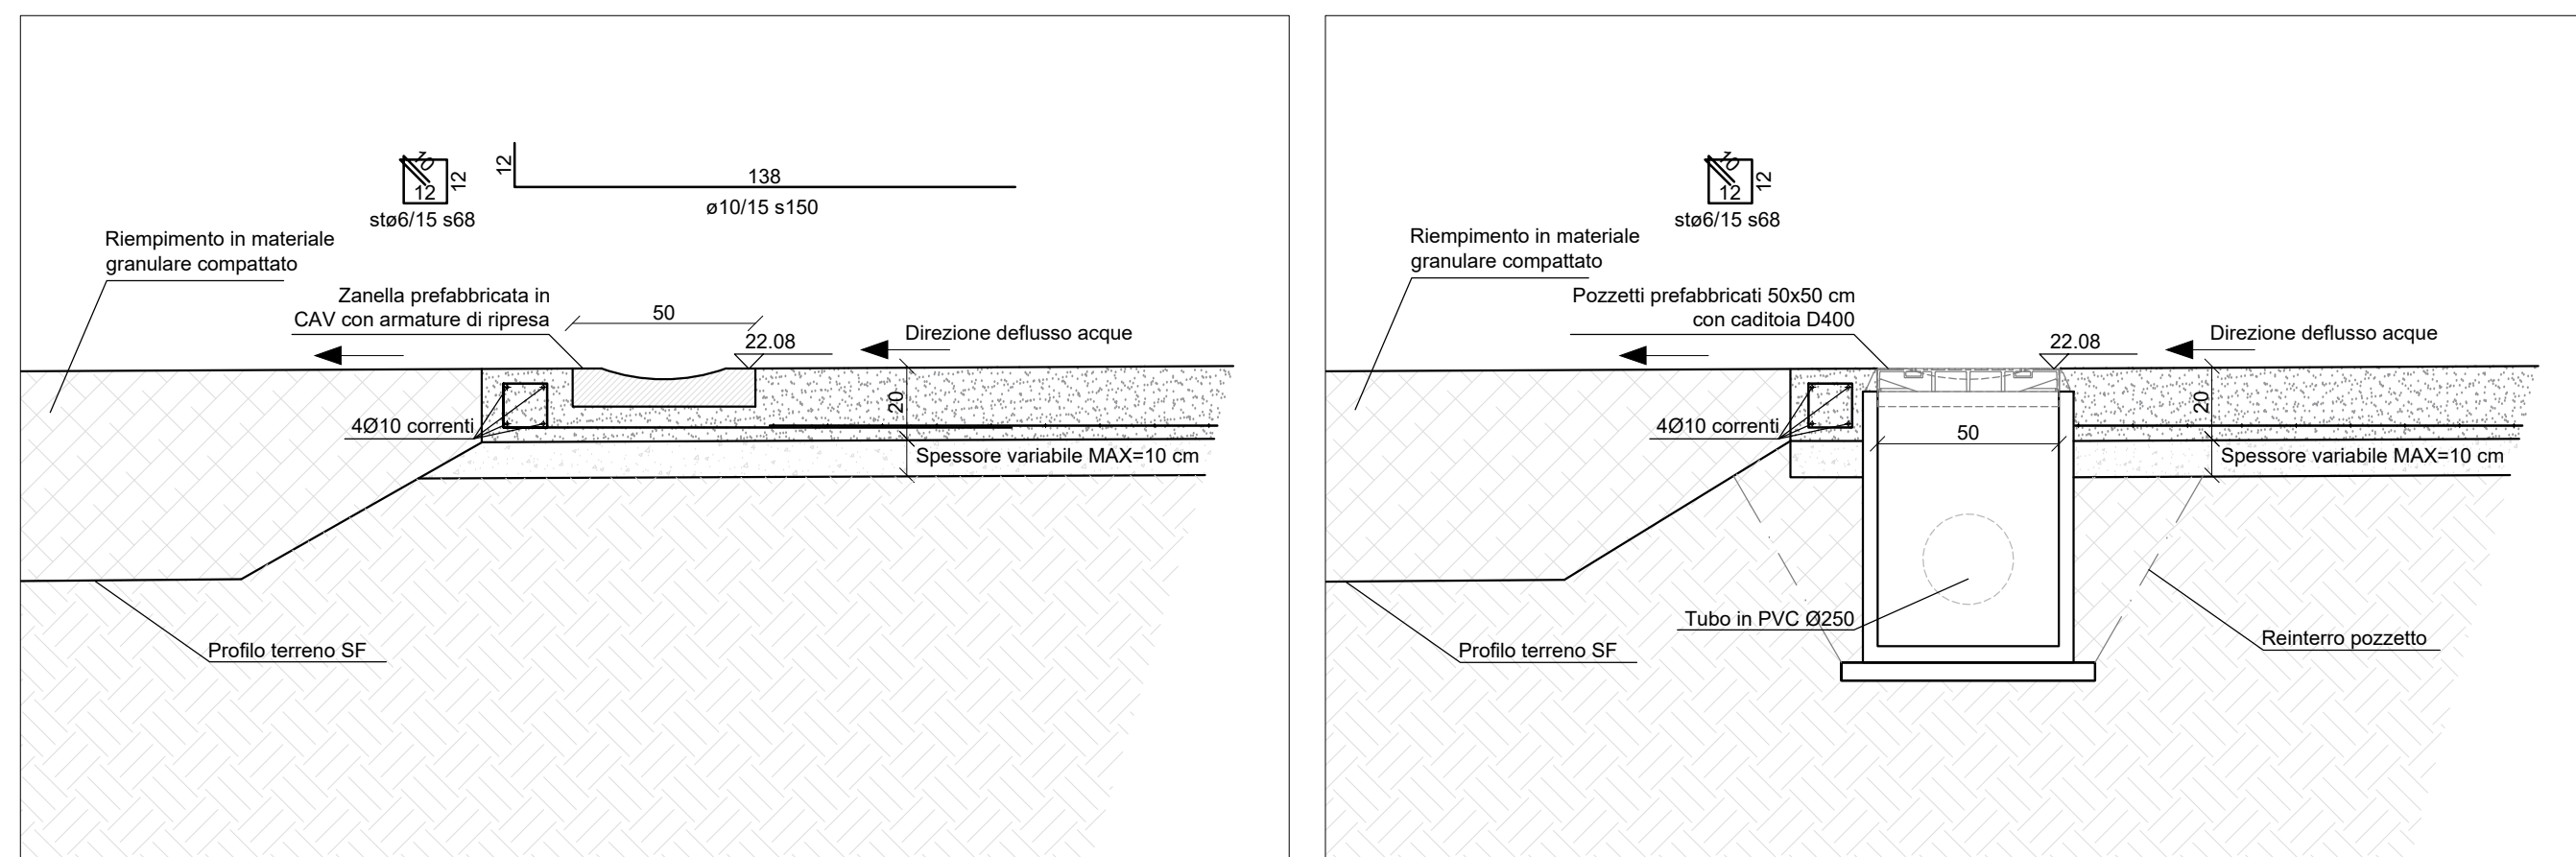 10
12
12
stø6/15 s68
12
138
ø10/15 s150
Riempimento in materiale
granulare compattato
Zanella prefabbricata in
CAV con armature di ripresa
50
22.08
Direzione deflusso acque
20
4Ø10 correnti
Spessore variabile MAX=10 cm
Profilo terreno SF
10
12
12
stø6/15 s68
Riempimento in materiale
granulare compattato
Pozzetti prefabbricati 50x50 cm
con caditoia D400
22.08
Direzione deflusso acque
20
4Ø10 correnti
50
Spessore variabile MAX=10 cm
Tubo in PVC Ø250
Profilo terreno SF
Reinterro pozzetto